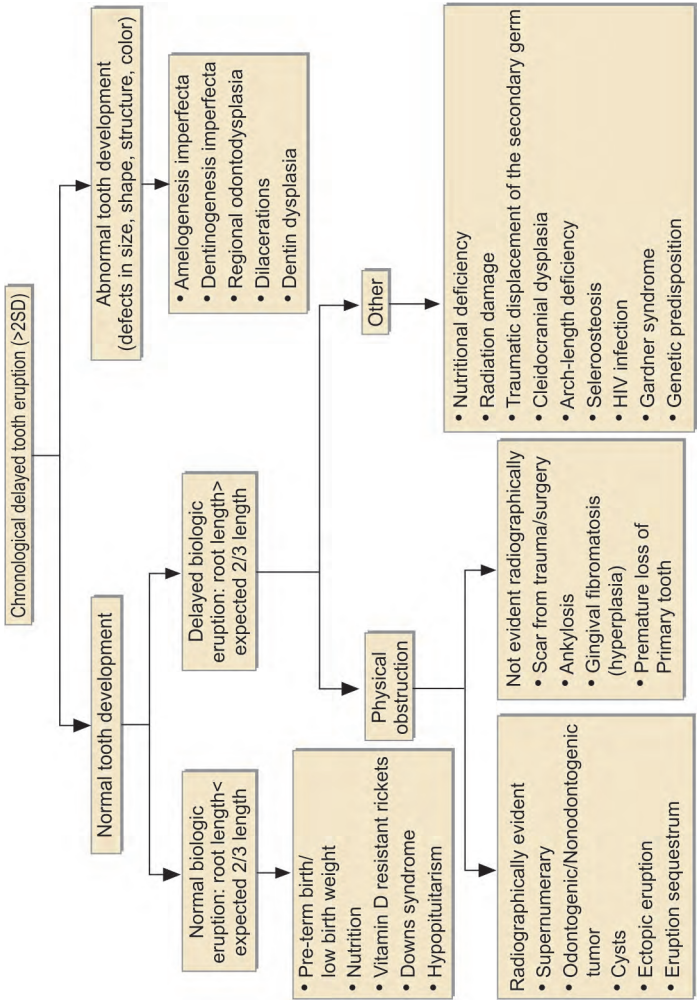 Chronological delayed tooth eruption (>2SD)
Normal tooth development
Abnormal tooth development
(defects in size, shape, structure, color)
• Amelogenesis imperfecta
• Dentinogenesis imperfecta
• Regional odontodysplasia
• Dilacerations
• Dentin dysplasia
Normal biologic
eruption: root length<
expected 2/3 length
Delayed biologic
eruption: root length>
expected 2/3 length
• Pre-term birth/
low birth weight
• Nutrition
• Vitamin D resistant rickets
• Downs syndrome
• Hypopituitarism
Physical
obstruction
Other
Radiographically evident
• Supernumerary
• Odontogenic/Nonodontogenic
tumor
• Cysts
• Ectopic eruption
• Eruption sequestrum
Not evident radiographically
• Scar from trauma/surgery
• Ankylosis
• Gingival fibromatosis
(hyperplasia)
• Premature loss of
Primary tooth
• Nutritional deficiency
• Radiation damage
• Traumatic displacement of the secondary germ
• Cleidocranial dysplasia
• Arch-length deficiency
• Seleroosteosis
• HIV infection
• Gardner syndrome
• Genetic predisposition